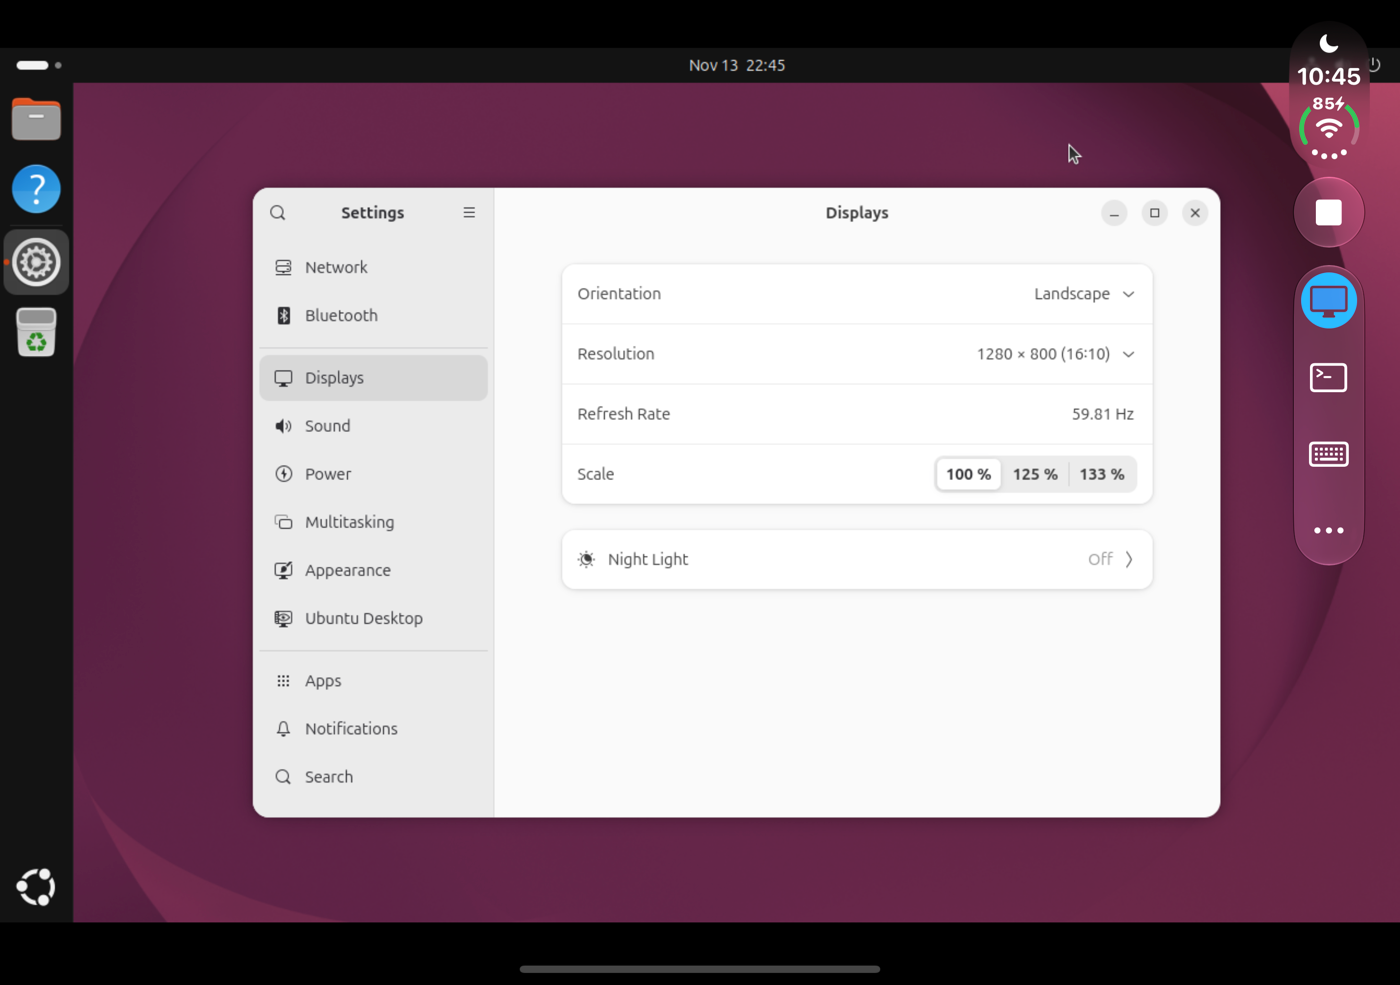 Nov 13 22:45
10:45
85
?
Settings
Displays
Network
Bluetooth
Displays
Sound
Power
Multitasking
Appearance
Ubuntu Desktop
Apps
Notifications
Search
Orientation Landscape
Resolution 1280 × 800 (16:10)
Refresh Rate 59.81 Hz
Scale 100 % 125 % 133 %
Night Light Off